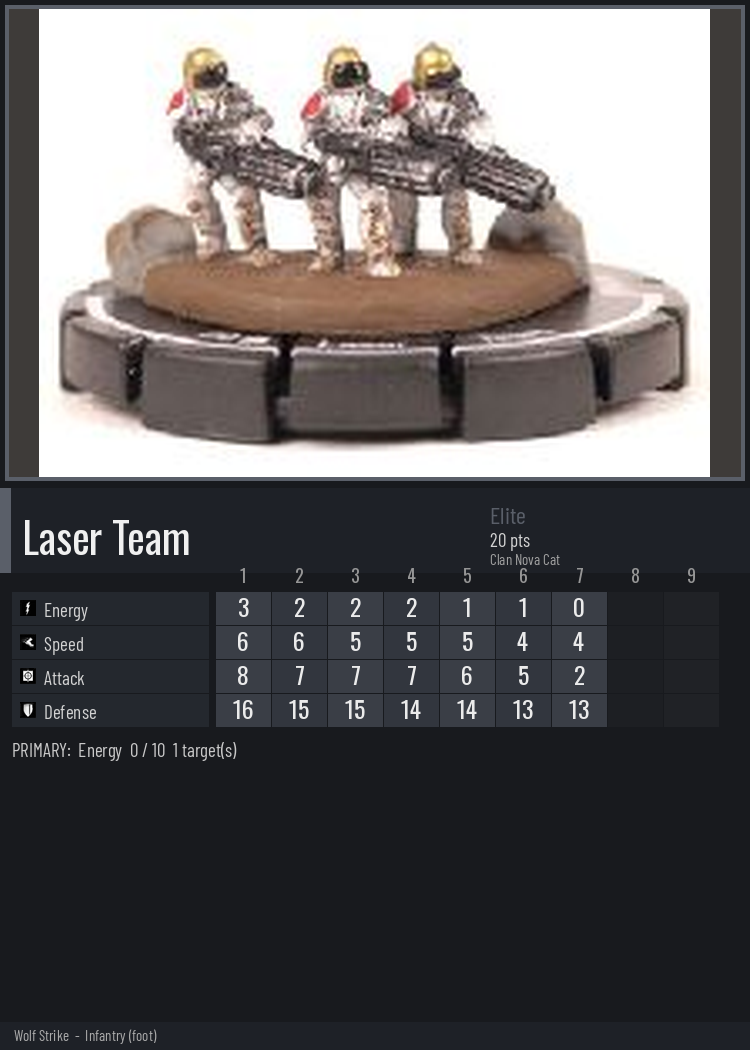 Laser Team
Elite
20 pts
Clan Nova Cat
1 2 3 4 5 6 7 8 9
Energy 3 2 2 2 1 1 0
Speed 6 6 5 5 5 4 4
Attack 8 7 7 7 6 5 2
Defense 16 15 15 14 14 13 13
PRIMARY: Energy 0 / 10 1 target(s)
Wolf Strike - Infantry (foot)